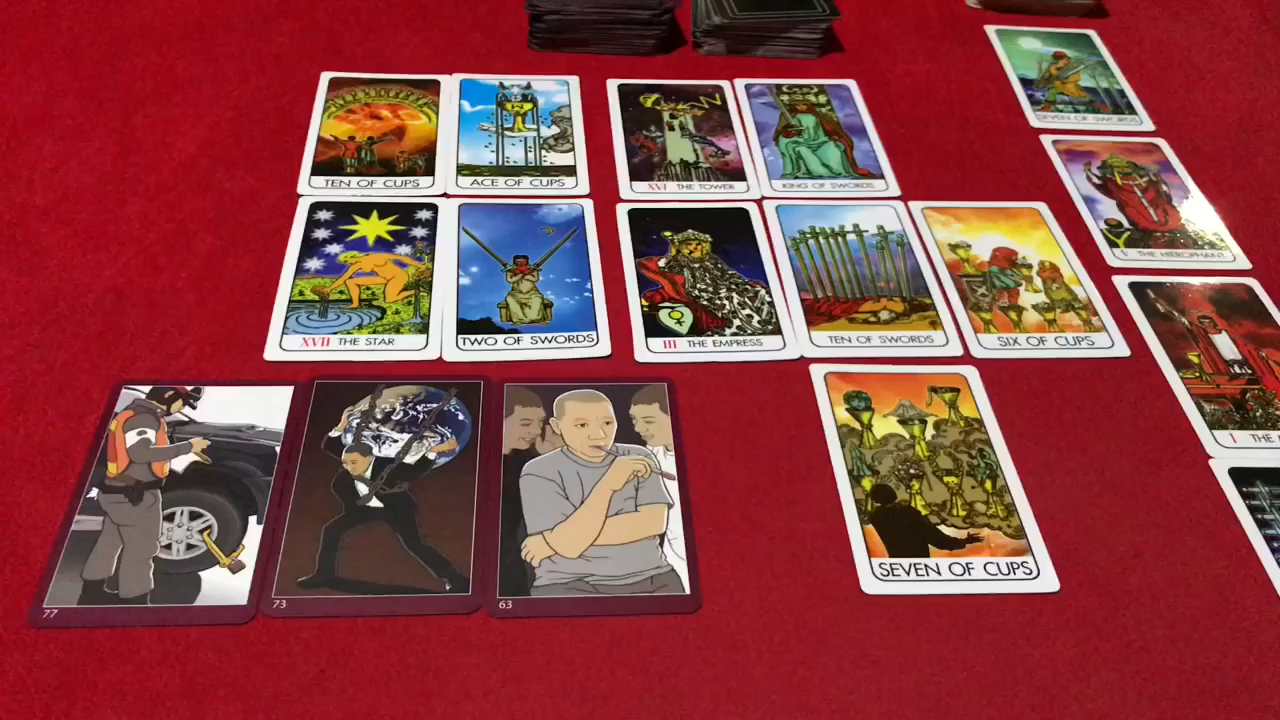 TEN OF CUPS
ACE OF CUPS
XVI THE TOWER
KING OF SWORDS
SEVEN OF SWORDS
XVII THE STAR
TWO OF SWORDS
III THE EMPRESS
TEN OF SWORDS
SIX OF CUPS
V THE HIEROPHANT
I THE
77
73
63
SEVEN OF CUPS